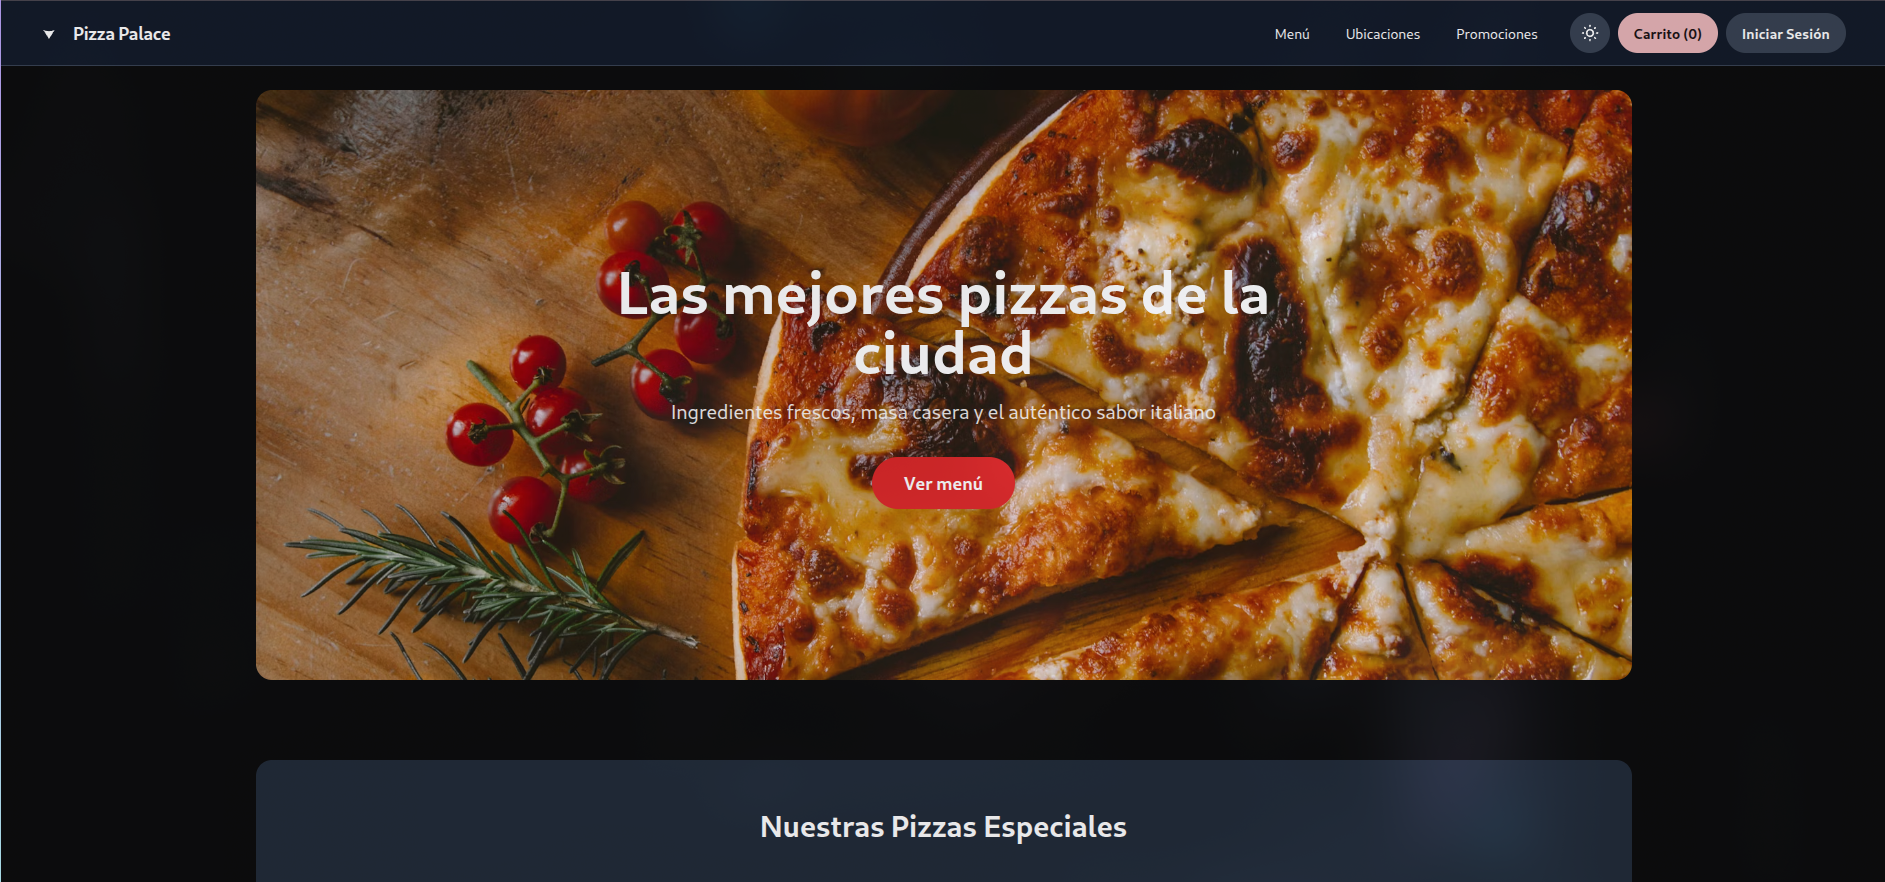 Pizza Palace
Menú
Ubicaciones
Promociones
Carrito (0)
Iniciar Sesión
Las mejores pizzas de la
ciudad
Ingredientes frescos, masa casera y el auténtico sabor italiano
Ver menú
Nuestras Pizzas Especiales